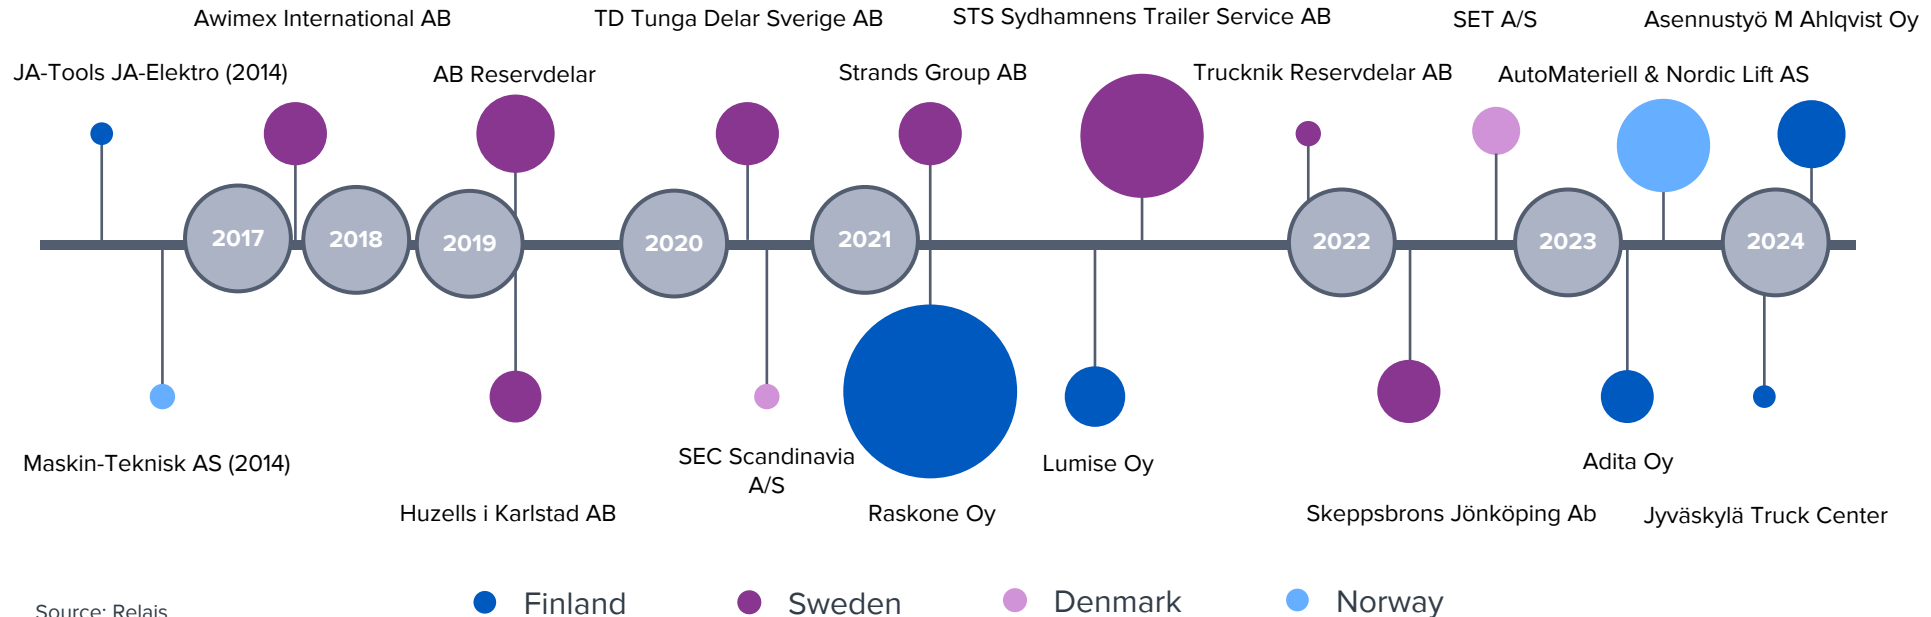 Awimex International AB
TD Tunga Delar Sverige AB
STS Sydhamnens Trailer Service AB
SET A/S
Asennustyö M Ahlqvist Oy
JA-Tools JA-Elektro (2014)
AB Reservdelar
Strands Group AB
Trucknik Reservdelar AB
AutoMateriell & Nordic Lift AS
2017
2018
2019
2020
2021
2022
2023
2024
Maskin-Teknisk AS (2014)
SEC Scandinavia
A/S
Lumise Oy
Adita Oy
Huzells i Karlstad AB
Raskone Oy
Skeppsbrons Jönköping Ab
Jyväskylä Truck Center
Source: Relais
Finland
Sweden
Denmark
Norway